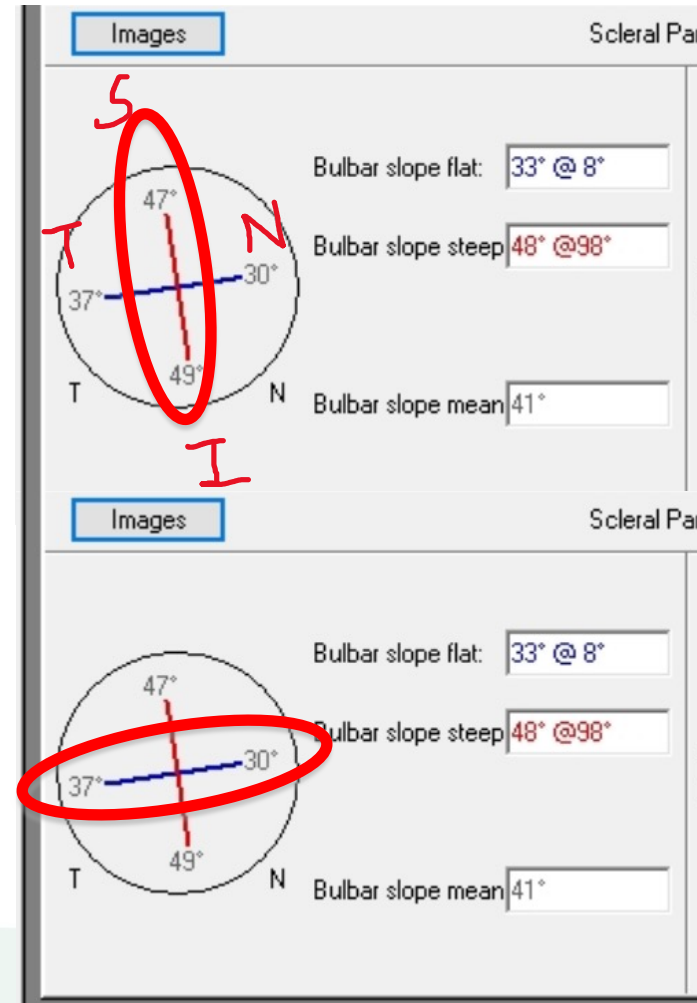 Images Scleral Par
S
47°
T N
37° 30°
49°
T N
I
Bulbar slope flat: 33° @ 8°
Bulbar slope steep 48° @98°
Bulbar slope mean 41°
Images Scleral Par
47°
37° 30°
49°
T N
Bulbar slope flat: 33° @ 8°
Bulbar slope steep 48° @98°
Bulbar slope mean 41°